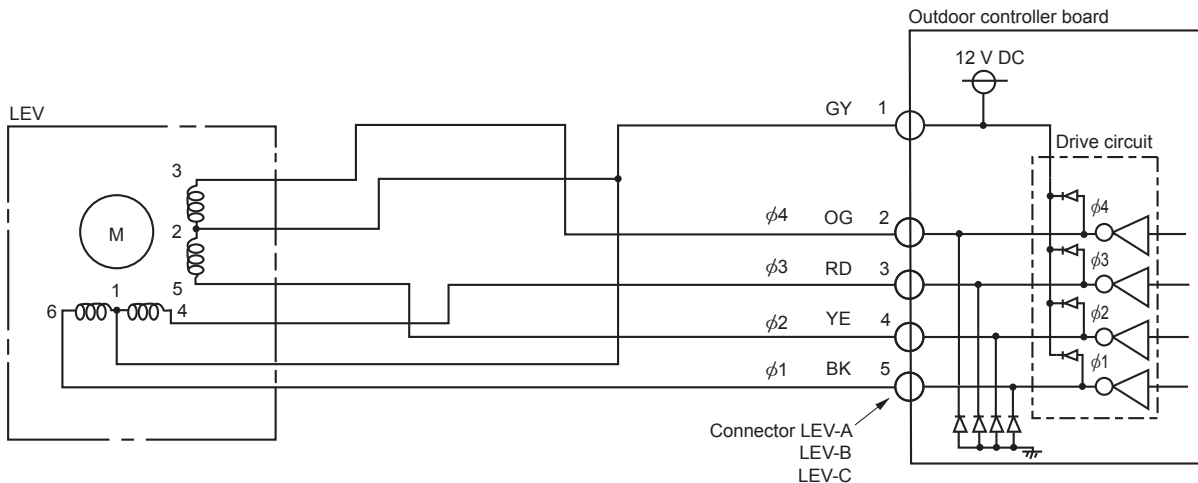 Outdoor controller board
12 V DC
LEV
GY 1
Drive circuit
3
ϕ4
M
2
ϕ4 OG 2
ϕ3
5
ϕ3 RD 3
6 1 4
ϕ2
ϕ2 YE 4
ϕ1
ϕ1 BK 5
Connector LEV-A
LEV-B
LEV-C